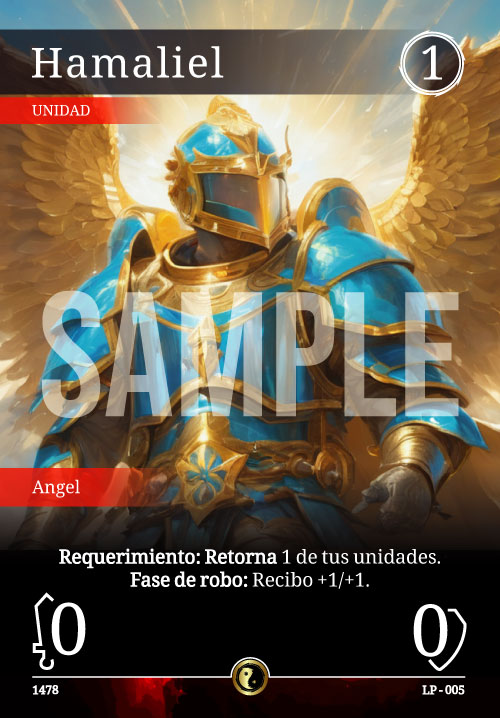 Hamaliel
1
UNIDAD
SAMPLE
Angel
Requerimiento: Retorna 1 de tus unidades.
Fase de robo: Recibo +1/+1.
0
0
1478
LP - 005